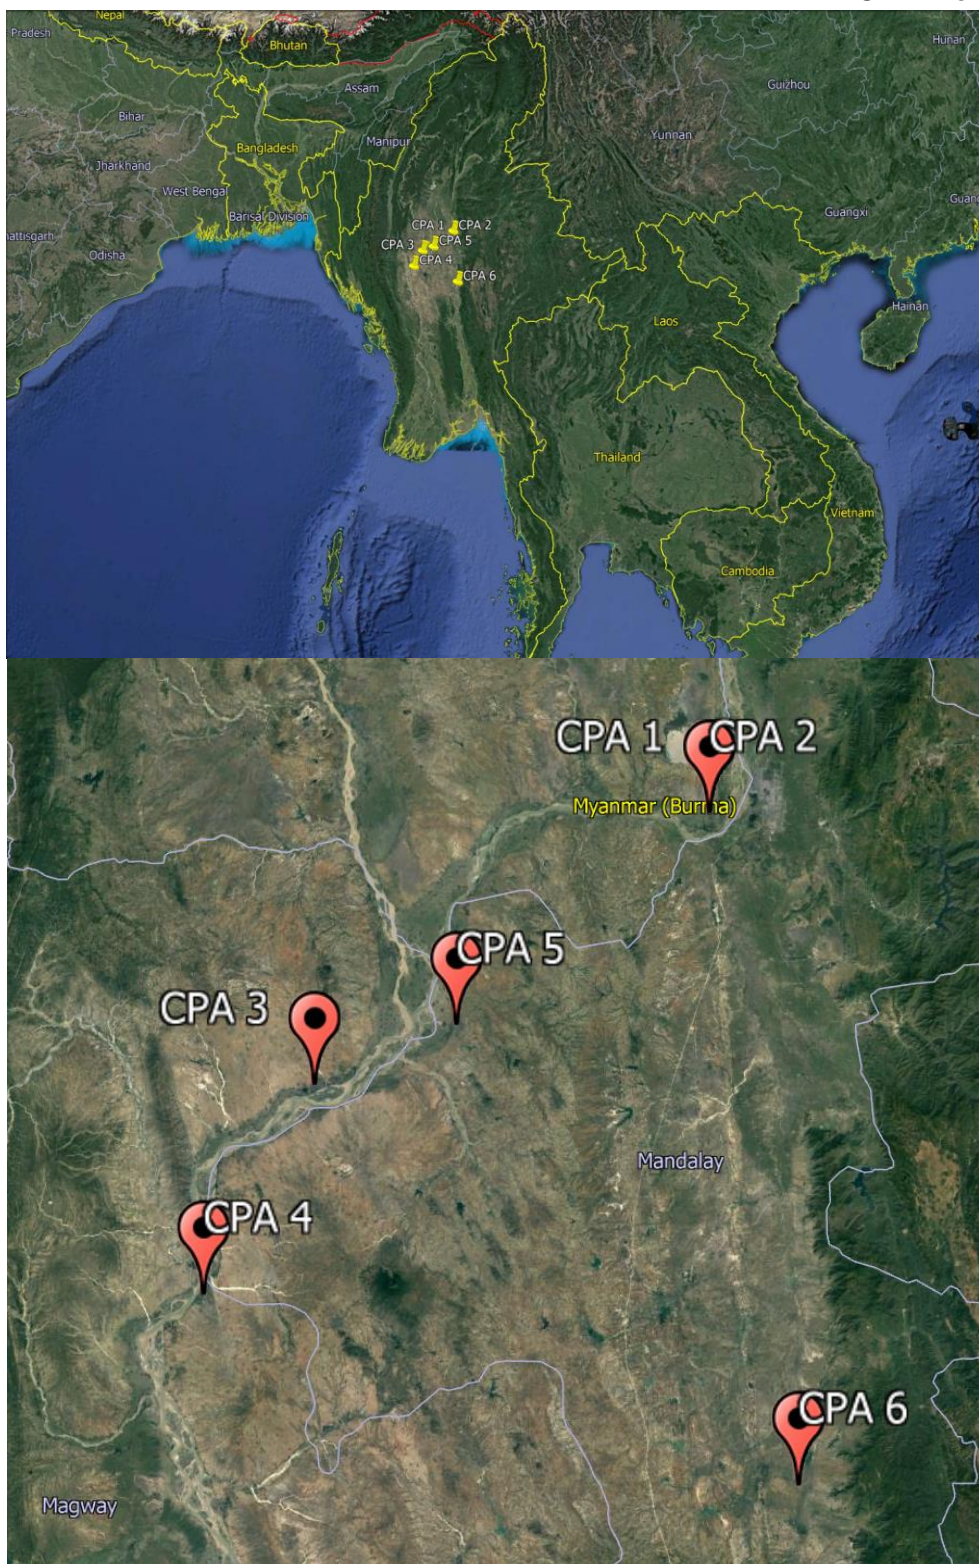 Nepal
Pradesh
Bhutan
Hunan
Assam
Guizhou
Bihar
Manipur
Yunnan
Bangladesh
Jharkhand
West Bengal
Barisal Division
CPA 1
CPA 2
Guangxi
CPA 3
CPA 5
Odisha
CPA 4
CPA 6
Hainan
Laos
Thailand
Vietnam
Cambodia
CPA 1
CPA 2
Myanmar (Burma)
CPA 5
CPA 3
Mandalay
CPA 4
CPA 6
Magway